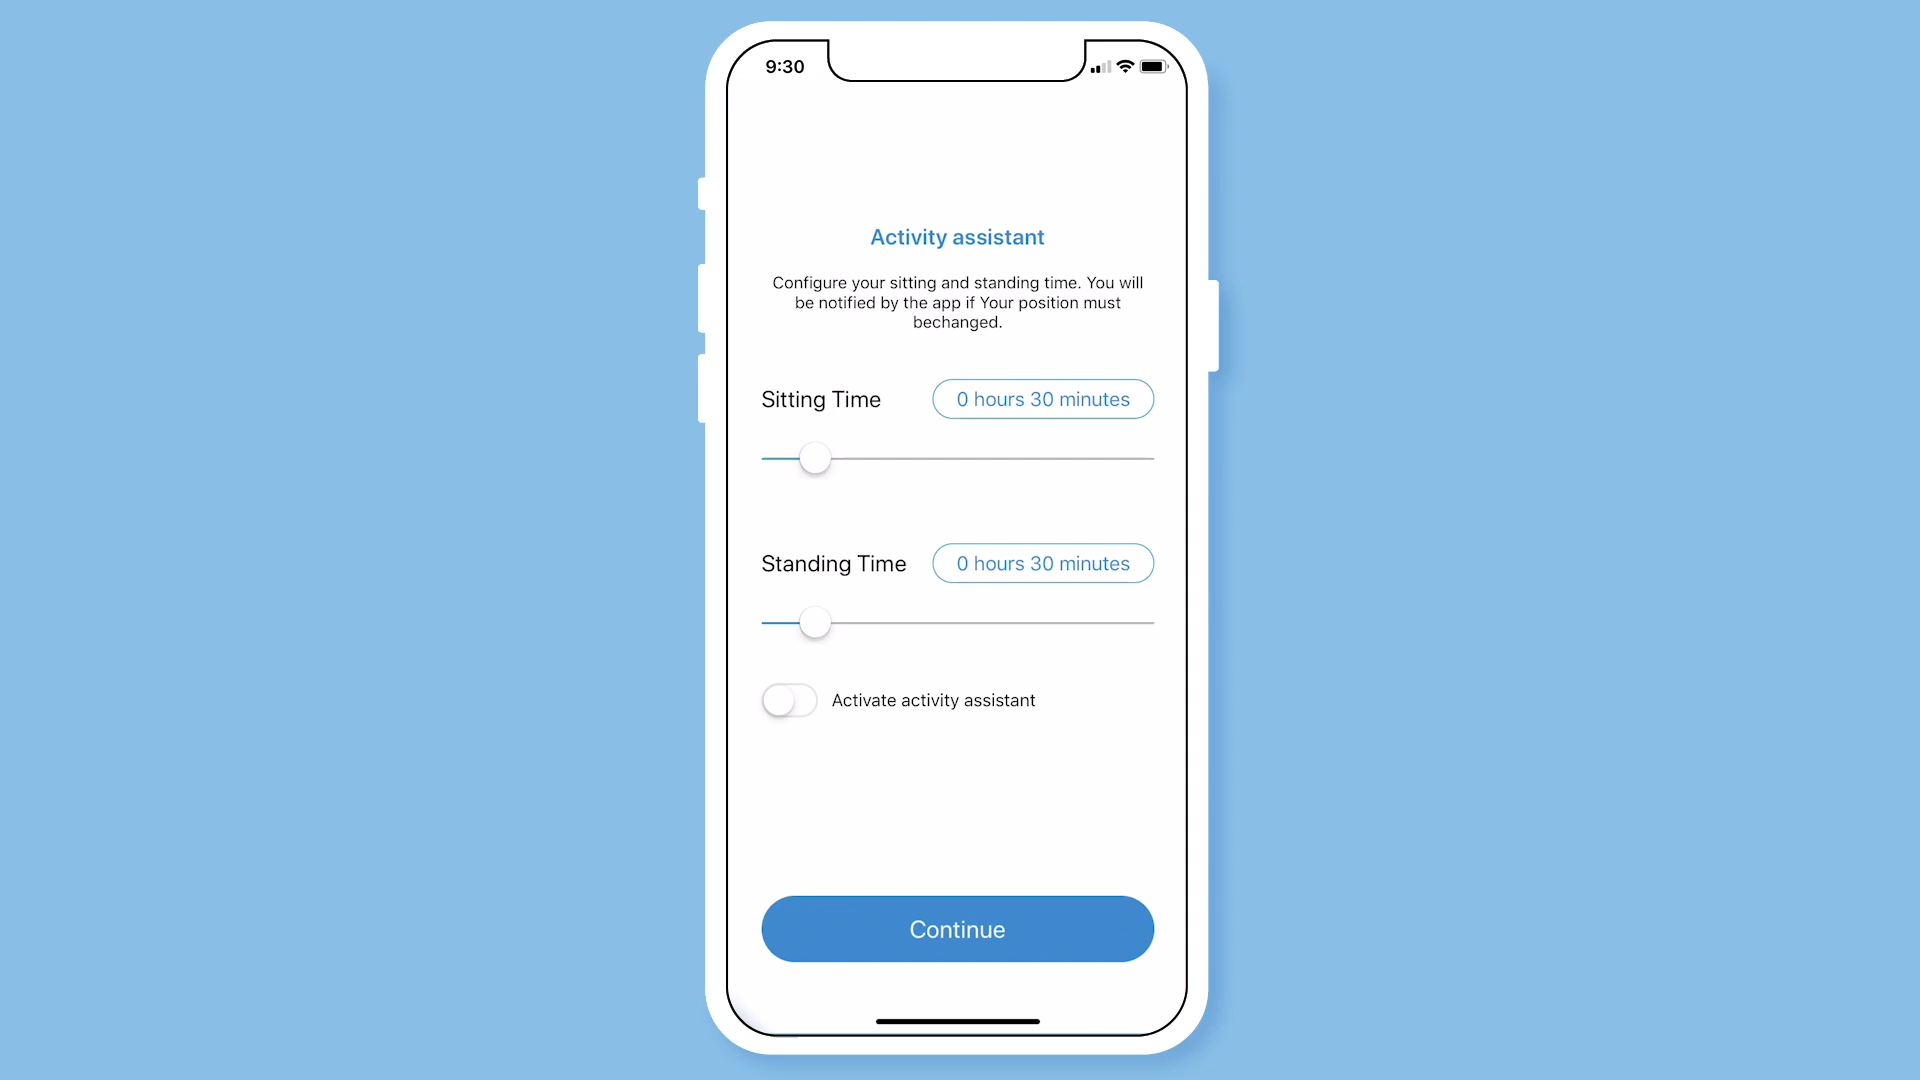 9:30
Activity assistant
Configure your sitting and standing time. You will
be notified by the app if Your position must
bechanged.
Sitting Time
0 hours 30 minutes
Standing Time
0 hours 30 minutes
Activate activity assistant
Continue